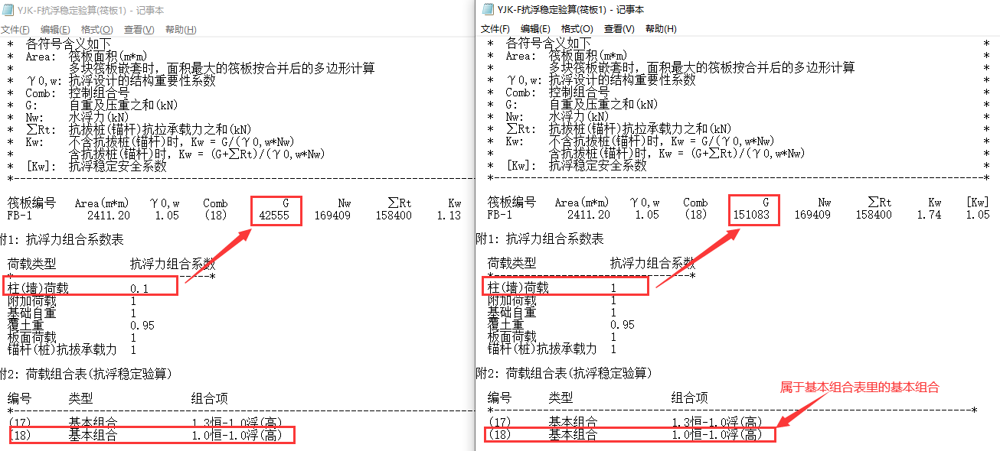 YJK-F抗浮稳定验算(筏板1) - 记事本
文件(F) 编辑(E) 格式(O) 查看(V) 帮助(H)
* 各符号含义如下
* Area: 筏板面积(m*m)
* 多块筏板嵌套时，面积最大的筏板按合并后的多边形计算
* γ0,w: 抗浮设计的结构重要性系数
* Comb: 控制组合号
* G: 自重及压重之和(kN)
* Nw: 水浮力(kN)
* ∑Rt: 抗拔桩(锚杆)抗拉承载力之和(kN)
* Kw: 不含抗拔桩(锚杆)时，Kw = G/(γ0,w*Nw)
* 含抗拔桩(锚杆)时，Kw = (G+∑Rt)/(γ0,w*Nw)
* [Kw]: 抗浮稳定安全系数
*--------------------------------------------------------------------------------
筏板编号 Area(m*m) γ0,w Comb G Nw ∑Rt Kw
FB-1 2411.20 1.05 (18) 42555 169409 158400 1.13
附1: 抗浮力组合系数表
荷载类型 抗浮力组合系数
*--------------------------------*
柱(墙)荷载 0.1
附加荷载 1
基础自重 1
覆土重 0.95
板面荷载 1
锚杆(桩)抗拔承载力 1
附2: 荷载组合表(抗浮稳定验算)
编号 类型 组合项
*--------------------------------------------------------------------------------
(17) 基本组合 1.3恒-1.0浮(高)
(18) 基本组合 1.0恒-1.0浮(高)
YJK-F抗浮稳定验算(筏板1) - 记事本
文件(F) 编辑(E) 格式(O) 查看(V) 帮助(H)
* 各符号含义如下 *
* Area: 筏板面积(m*m) *
* 多块筏板嵌套时，面积最大的筏板按合并后的多边形计算 *
* γ0,w: 抗浮设计的结构重要性系数 *
* Comb: 控制组合号 *
* G: 自重及压重之和(kN) *
* Nw: 水浮力(kN) *
* ∑Rt: 抗拔桩(锚杆)抗拉承载力之和(kN) *
* Kw: 不含抗拔桩(锚杆)时，Kw = G/(γ0,w*Nw) *
* 含抗拔桩(锚杆)时，Kw = (G+∑Rt)/(γ0,w*Nw) *
* [Kw]: 抗浮稳定安全系数 *
*--------------------------------------------------------------------------------*
筏板编号 Area(m*m) γ0,w Comb G Nw ∑Rt Kw [Kw]
FB-1 2411.20 1.05 (18) 151083 169409 158400 1.74 1.05
附1: 抗浮力组合系数表
荷载类型 抗浮力组合系数
*--------------------------------*
柱(墙)荷载 1
附加荷载 1
基础自重 1
覆土重 0.95
板面荷载 1
锚杆(桩)抗拔承载力 1
附2: 荷载组合表(抗浮稳定验算)
属于基本组合表里的基本组合
编号 类型 组合项
*------------------------------------------------------------------------------*
(17) 基本组合 1.3恒-1.0浮(高)
(18) 基本组合 1.0恒-1.0浮(高)